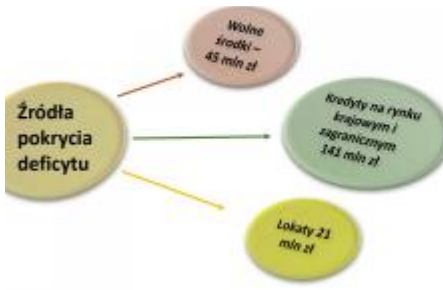 Wolne
środki –
45 mln zł
Źródła
pokrycia
deficytu
Kredyty na rynku
krajowym i
zagranicznym
141 mln zł
Lokaty 21
mln zł